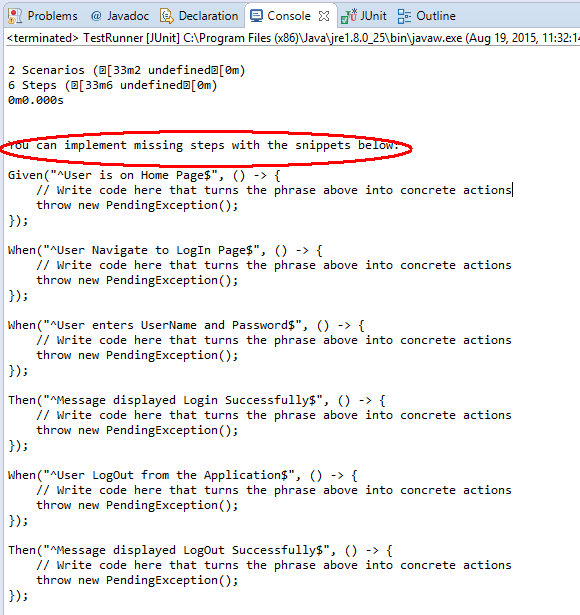 Problems @ Javadoc Declaration Console JUnit Outline
<terminated> TestRunner [JUnit] C:\Program Files (x86)\Java\jre1.8.0_25\bin\javaw.exe (Aug 19, 2015, 11:32:14
2 Scenarios (�[33m2 undefined�[0m)
6 Steps (�[33m6 undefined�[0m)
0m0.000s
You can implement missing steps with the snippets below:
Given("^User is on Home Page$", () -> {
// Write code here that turns the phrase above into concrete actions
throw new PendingException();
});
When("^User Navigate to LogIn Page$", () -> {
// Write code here that turns the phrase above into concrete actions
throw new PendingException();
});
When("^User enters UserName and Password$", () -> {
// Write code here that turns the phrase above into concrete actions
throw new PendingException();
});
Then("^Message displayed Login Successfully$", () -> {
// Write code here that turns the phrase above into concrete actions
throw new PendingException();
});
When("^User LogOut from the Application$", () -> {
// Write code here that turns the phrase above into concrete actions
throw new PendingException();
});
Then("^Message displayed LogOut Successfully$", () -> {
// Write code here that turns the phrase above into concrete actions
throw new PendingException();
});